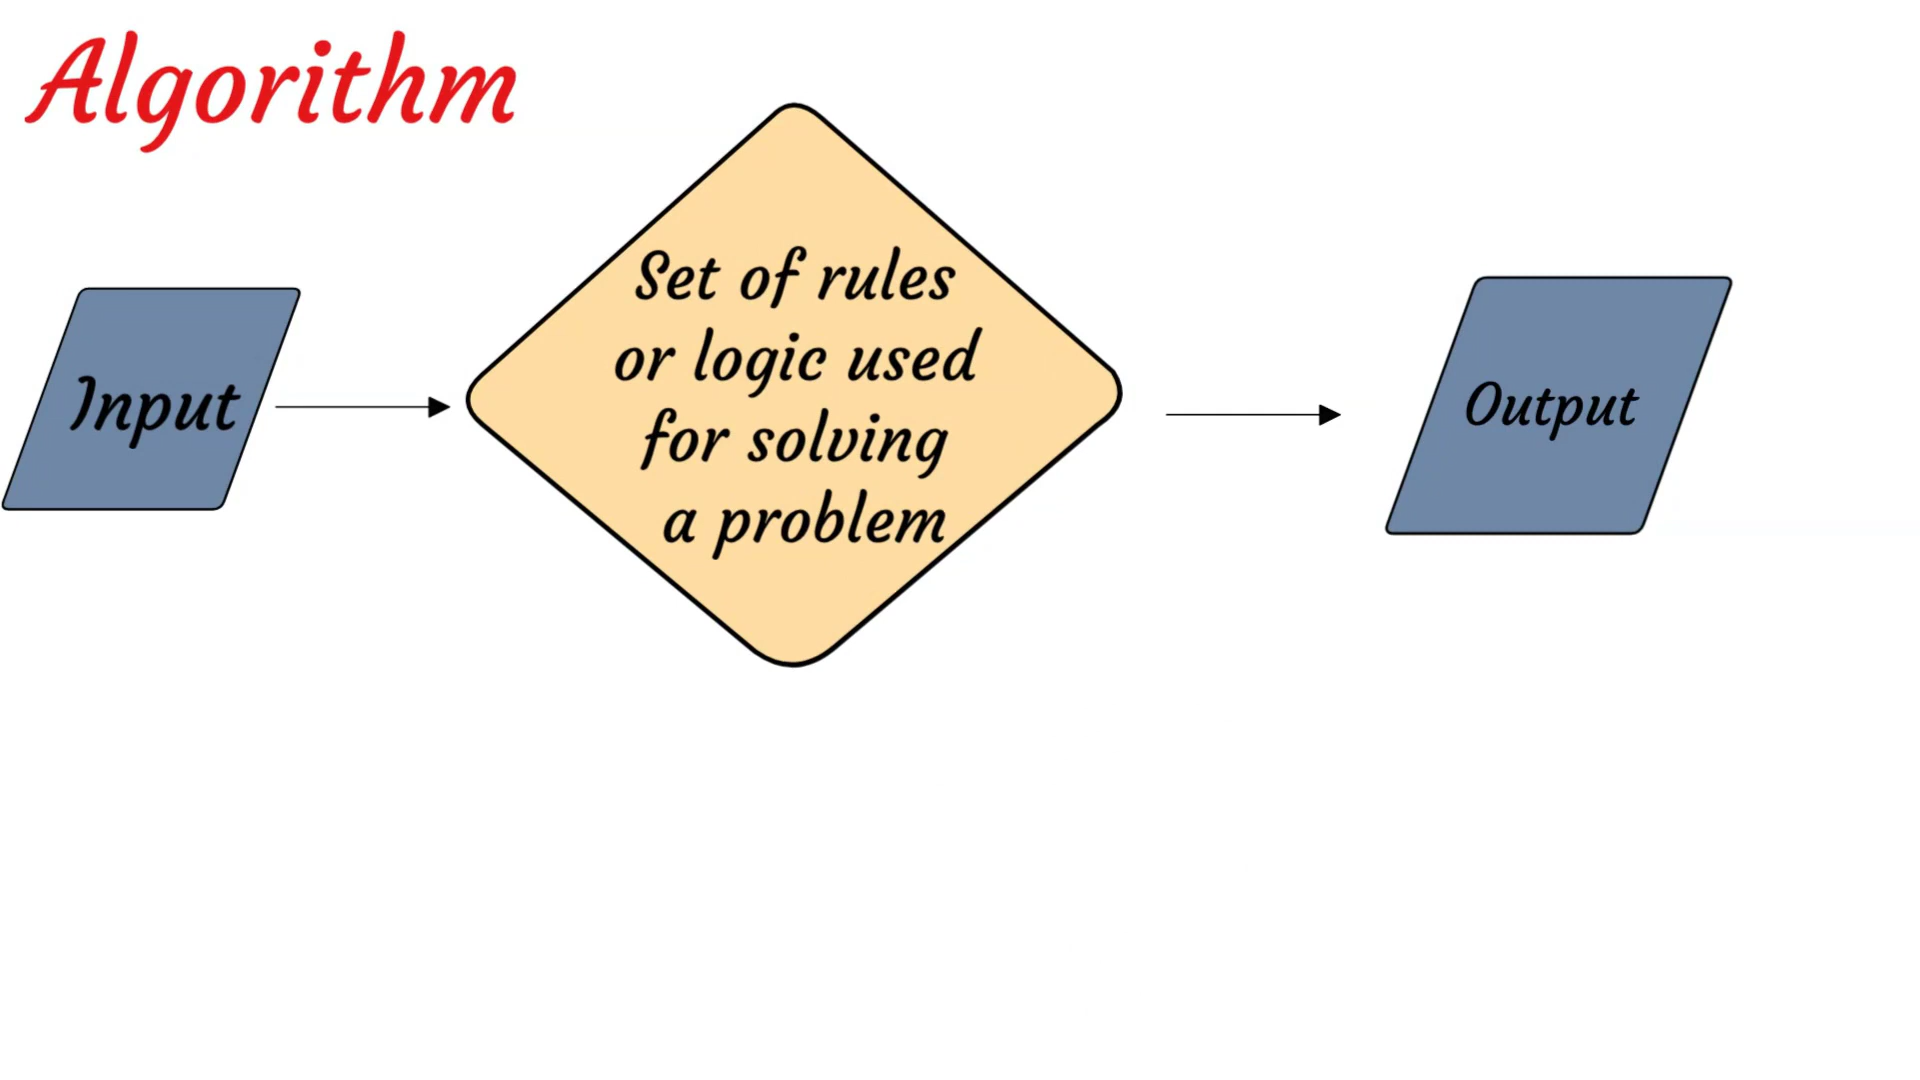 Algorithm
Input
Set of rules
or logic used
for solving
a problem
Output